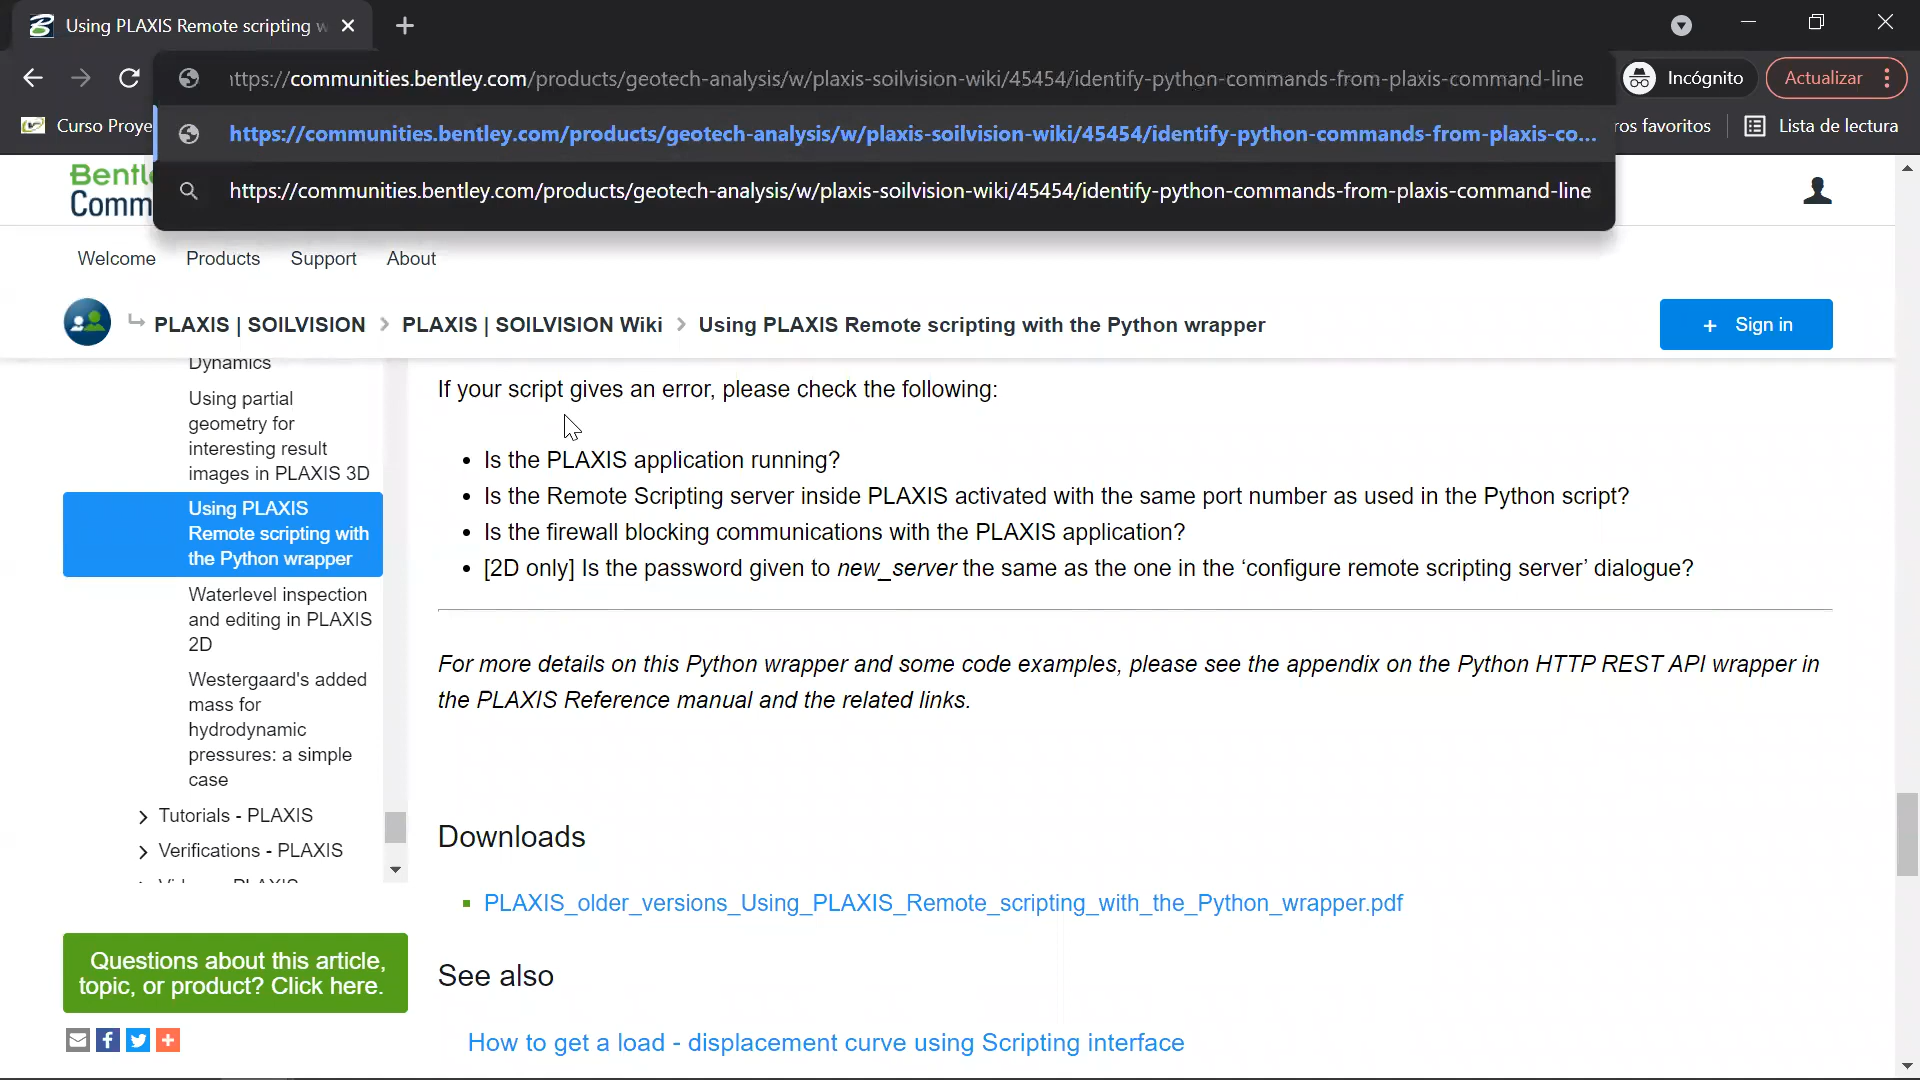 Using PLAXIS Remote scripting w
ttps://communities.bentley.com/products/geotech-analysis/w/plaxis-soilvision-wiki/45454/identify-python-commands-from-plaxis-command-line
Incógnito
Actualizar
Curso Proye
https://communities.bentley.com/products/geotech-analysis/w/plaxis-soilvision-wiki/45454/identify-python-commands-from-plaxis-co...
ros favoritos
Lista de lectura
https://communities.bentley.com/products/geotech-analysis/w/plaxis-soilvision-wiki/45454/identify-python-commands-from-plaxis-command-line
Bentle
Comm
Welcome Products Support About
PLAXIS | SOILVISION > PLAXIS | SOILVISION Wiki > Using PLAXIS Remote scripting with the Python wrapper
+ Sign in
Dynamics
Using partial
geometry for
interesting result
images in PLAXIS 3D
Using PLAXIS
Remote scripting with
the Python wrapper
Waterlevel inspection
and editing in PLAXIS
2D
Westergaard's added
mass for
hydrodynamic
pressures: a simple
case
Tutorials - PLAXIS
Verifications - PLAXIS
Questions about this article,
topic, or product? Click here.
If your script gives an error, please check the following:
• Is the PLAXIS application running?
• Is the Remote Scripting server inside PLAXIS activated with the same port number as used in the Python script?
• Is the firewall blocking communications with the PLAXIS application?
• [2D only] Is the password given to new_server the same as the one in the ‘configure remote scripting server’ dialogue?
For more details on this Python wrapper and some code examples, please see the appendix on the Python HTTP REST API wrapper in
the PLAXIS Reference manual and the related links.
Downloads
PLAXIS_older_versions_Using_PLAXIS_Remote_scripting_with_the_Python_wrapper.pdf
See also
How to get a load - displacement curve using Scripting interface